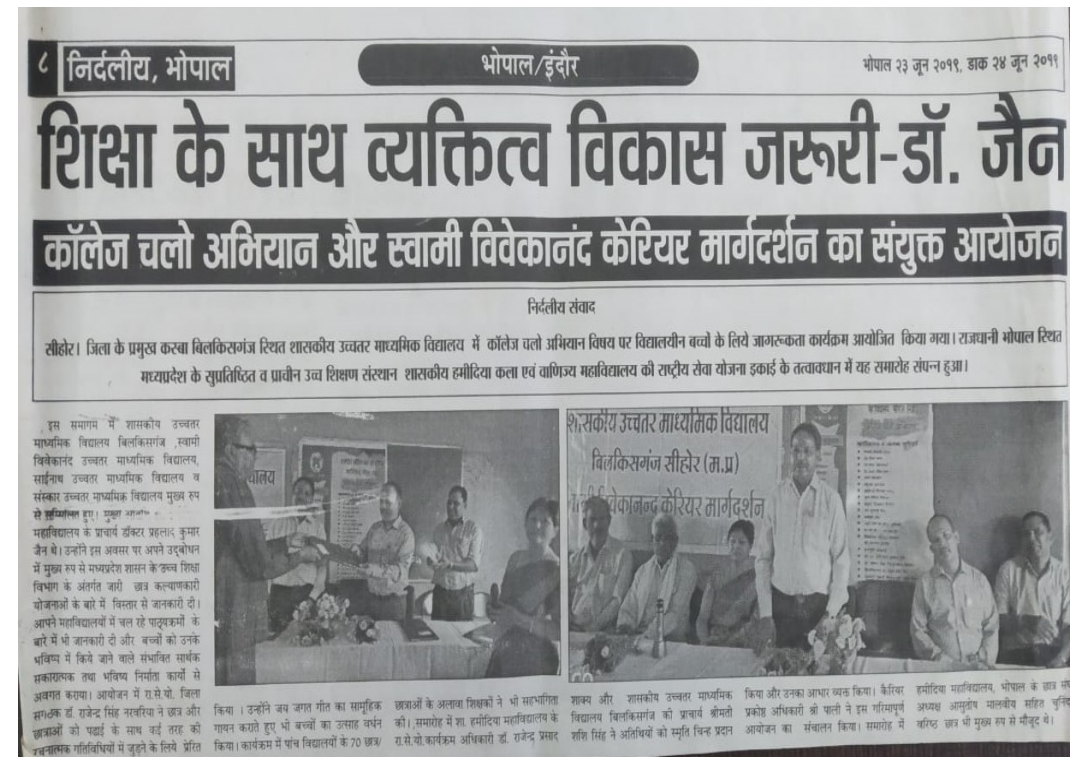 ८
निर्दलीय, भोपाल
भोपाल/इंदौर
भोपाल २३ जून २०१९, डाक २४ जून २०१९
शिक्षा के साथ व्यक्तित्व विकास जरूरी-डॉ. जैन
कॉलेज चलो अभियान और स्वामी विवेकानंद केरियर मार्गदर्शन का संयुक्त आयोजन
निर्दलीय संवाद
सीहोर। जिला के प्रमुख कस्बा बिलकिसगंज स्थित शासकीय उच्चतर माध्यमिक विद्यालय में कॉलेज चलो अभियान विषय पर विद्यालयीन बच्चों के लिये जागरूकता कार्यक्रम आयोजित किया गया। राजधानी भोपाल स्थित
मध्यप्रदेश के सुप्रतिष्ठित व प्राचीन उच्च शिक्षण संस्थान शासकीय हमीदिया कला एवं वाणिज्य महाविद्यालय की राष्ट्रीय सेवा योजना इकाई के तत्वावधान में यह समारोह संपन्न हुआ।
इस समागम में शासकीय उच्चतर
माध्यमिक विद्यालय बिलकिसगंज ,स्वामी
विवेकानंद उच्चतर माध्यमिक विद्यालय,
साईनाथ उच्चतर माध्यमिक विद्यालय व
संस्कार उच्चतर माध्यमिक विद्यालय मुख्य रुप
से सम्मिलित हुए। मुख्य
महाविद्यालय के प्राचार्य डॉक्टर प्रहलाद कुमार
जैन थे। उन्होंने इस अवसर पर अपने उद्बोधन
में मुख्य रुप से मध्यप्रदेश शासन के उच्च शिक्षा
विभाग के अंतर्गत जारी छात्र कल्याणकारी
योजनाओं के बारे में विस्तार से जानकारी दी।
आपने महाविद्यालयों में चल रहे पाठ्यक्रमों के
बारे में भी जानकारी दी और बच्चों को उनके
भविष्य में किये जाने वाले संभावित सार्थक
सकारात्मक तथा भविष्य निर्माता कार्यों से
अवगत कराया। आयोजन में रा.से.यो. जिला
संगठक डॉ. राजेन्द्र सिंह नरवरिया ने छात्र और
छात्राओं को पढ़ाई के साथ कई तरह की
रचनात्मक गतिविधियों में जुड़ने के लिये प्रेरित
द्यालय
शासकीय उच्चतर माध्यमिक विद्यालय
बिलकिसगंज सीहोर (म.प्र)
विवेकानन्द केरियर मार्गदर्शन
किया । उन्होंने जय जगत गीत का सामूहिक
गायन कराते हुए भी बच्चों का उत्साह वर्धन
किया। कार्यक्रम में पांच विद्यालयों के 70 छात्र/
छात्राओं के अलावा शिक्षकों ने भी सहभागिता
की। समारोह में शा. हमीदिया महाविद्यालय के
रा.से.यो.कार्यक्रम अधिकारी डॉ. राजेन्द्र प्रसाद
शाक्य और शासकीय उच्चतर माध्यमिक
विद्यालय बिलकिसगंज की प्राचार्य श्रीमती
शशि सिंह ने अतिथियों को स्मृति चिन्ह प्रदान
किया और उनका आभार व्यक्त किया। कैरियर
प्रकोष्ठ अधिकारी श्री पाली ने इस गरिमापूर्ण
आयोजन का संचालन किया। समारोह में
हमीदिया महाविद्यालय, भोपाल के छात्र
अध्यक्ष आशुतोष मालवीय सहित
वरिष्ठ छात्र भी मुख्य रुप से मौजूद थे।